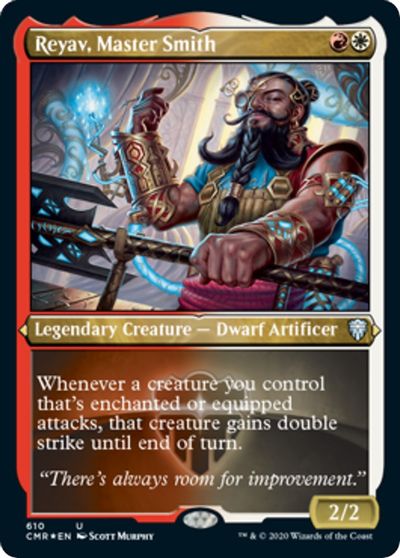 Reyav, Master Smith
Legendary Creature — Dwarf Artificer
Whenever a creature you control
that's enchanted or equipped
attacks, that creature gains double
strike until end of turn.
“There's always room for improvement.”
2/2
610 U
CMR★EN Scott Murphy
™ & © 2020 Wizards of the Coast